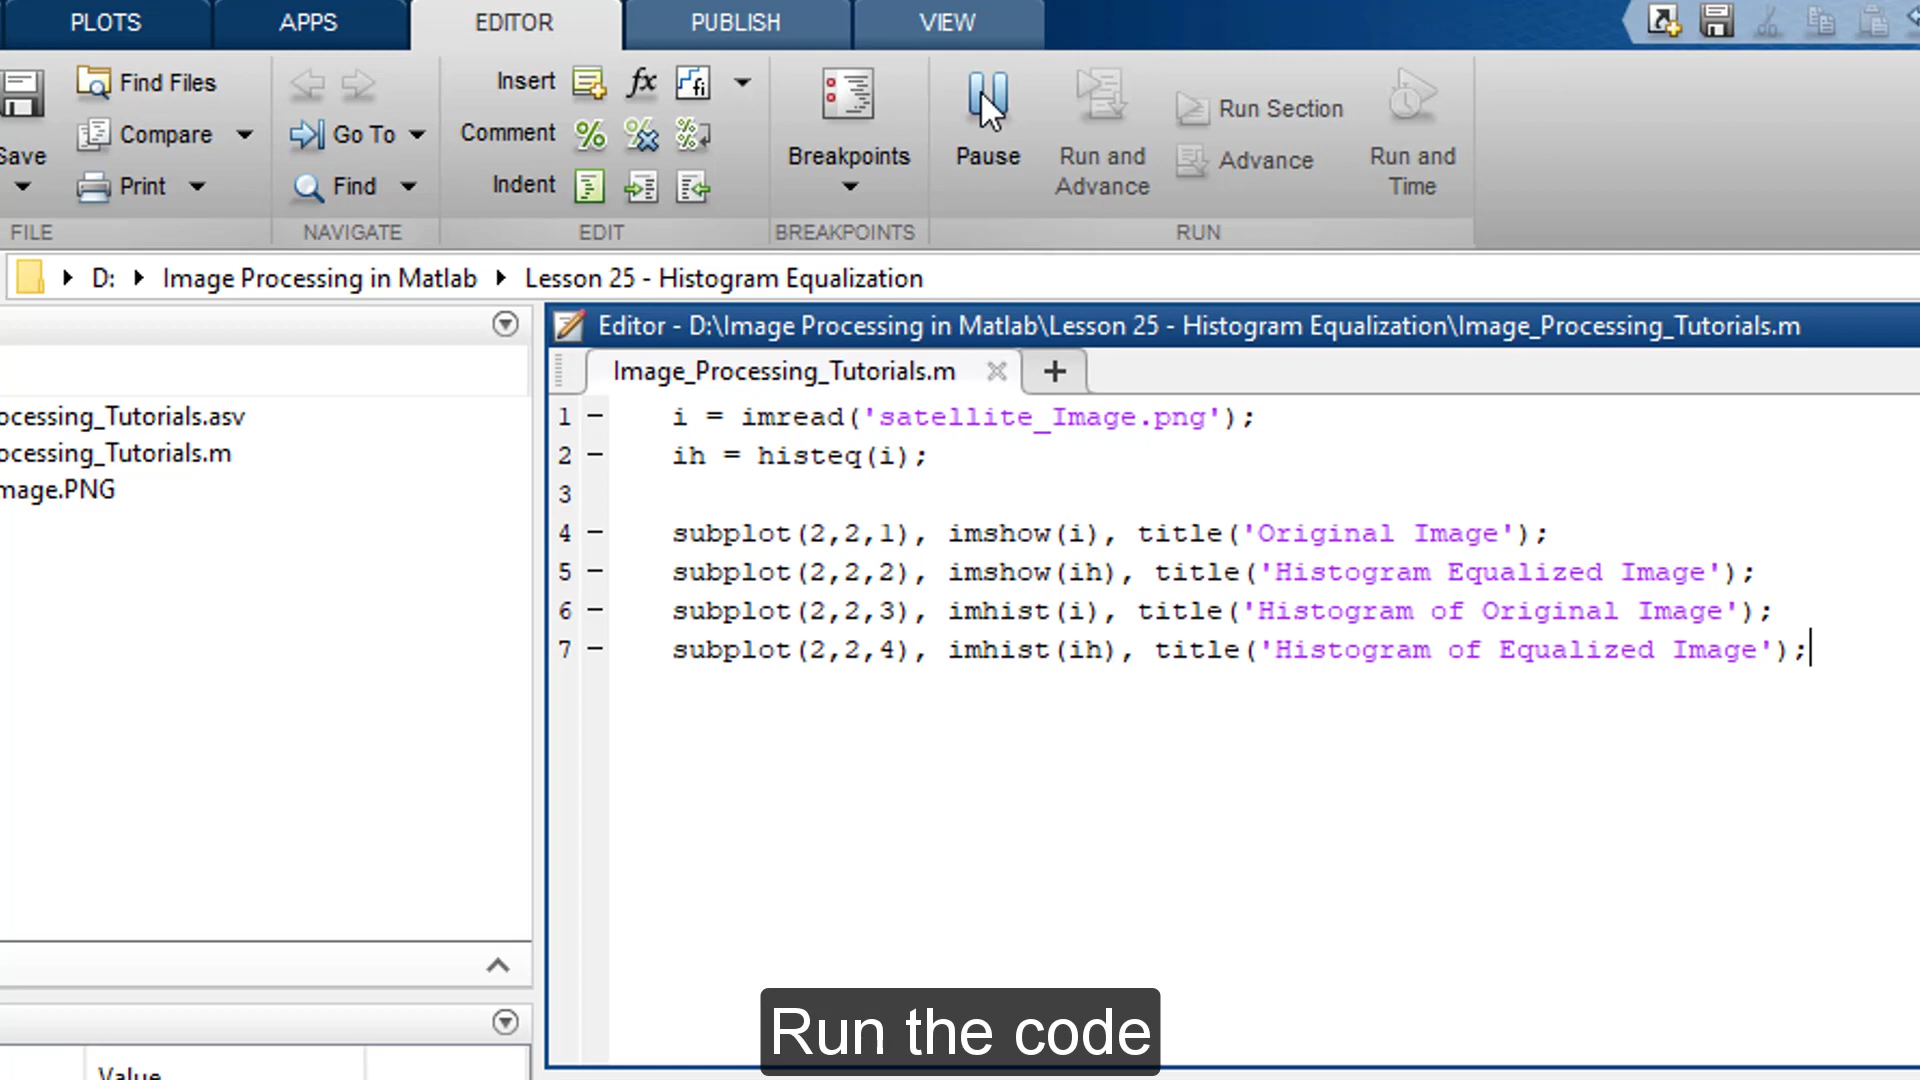 PLOTS APPS EDITOR PUBLISH VIEW
Find Files Insert fx fi
Compare Go To Comment Run Section
Save Breakpoints Pause Run and Advance Advance Run and Time
Print Find Indent
FILE NAVIGATE EDIT BREAKPOINTS RUN
D: Image Processing in Matlab Lesson 25 - Histogram Equalization
Editor - D:\Image Processing in Matlab\Lesson 25 - Histogram Equalization\Image_Processing_Tutorials.m
Image_Processing_Tutorials.m × +
ocessing_Tutorials.asv
ocessing_Tutorials.m
mage.PNG
1 – i = imread('satellite_Image.png');
2 – ih = histeq(i);
3
4 – subplot(2,2,1), imshow(i), title('Original Image');
5 – subplot(2,2,2), imshow(ih), title('Histogram Equalized Image');
6 – subplot(2,2,3), imhist(i), title('Histogram of Original Image');
7 – subplot(2,2,4), imhist(ih), title('Histogram of Equalized Image');
Value
Run the code